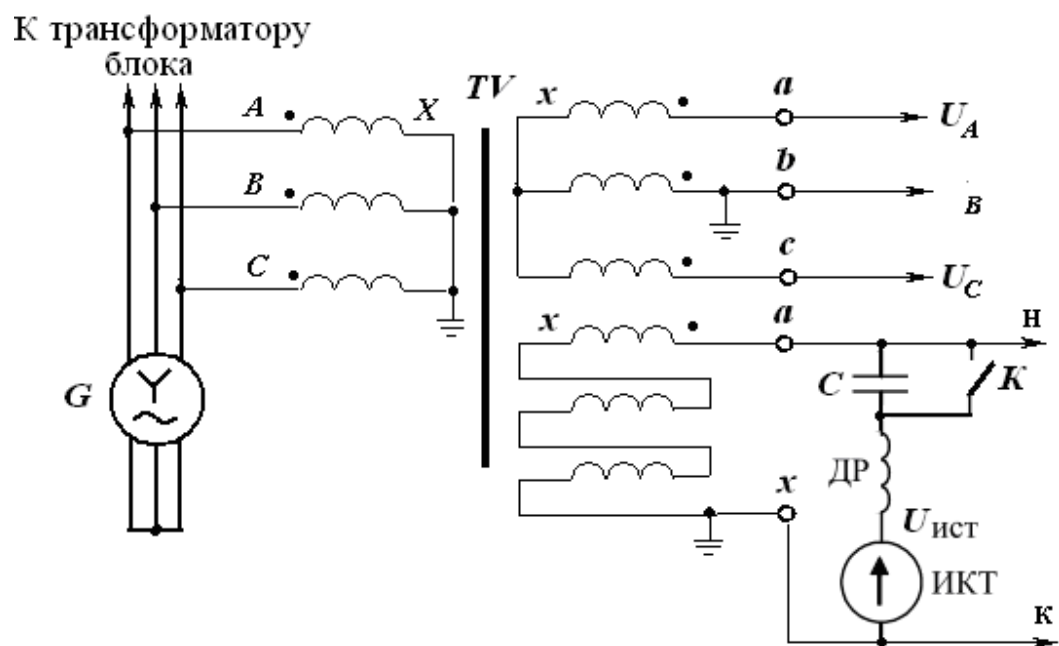 К трансформатору
блока
A
X
TV
x
a
U_A
B
b
B
C
c
U_C
x
a
н
G
C
K
ДР
x
U_ист
ИКТ
к